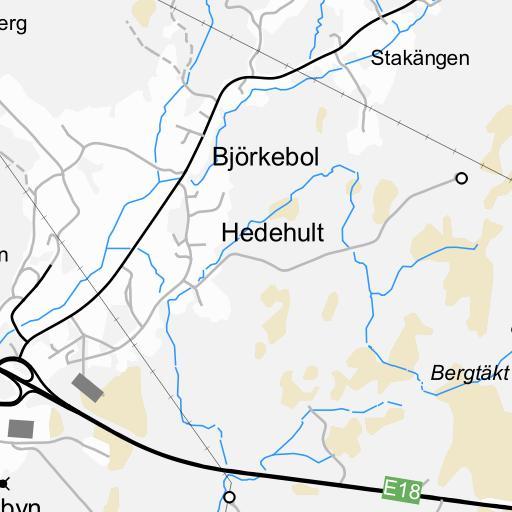 erg
Stakängen
Björkebol
Hedehult
n
Bergtäkt
E18
byn